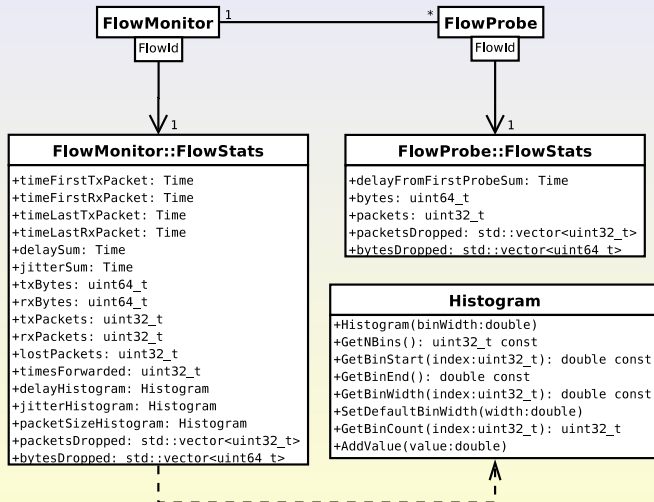 FlowMonitor
1
*
FlowProbe
FlowId
FlowId
1
1
FlowMonitor::FlowStats
+timeFirstTxPacket: Time
+timeFirstRxPacket: Time
+timeLastTxPacket: Time
+timeLastRxPacket: Time
+delaySum: Time
+jitterSum: Time
+txBytes: uint64_t
+rxBytes: uint64_t
+txPackets: uint32_t
+rxPackets: uint32_t
+lostPackets: uint32_t
+timesForwarded: uint32_t
+delayHistogram: Histogram
+jitterHistogram: Histogram
+packetSizeHistogram: Histogram
+packetsDropped: std::vector<uint32_t>
+bytesDropped: std::vector<uint64_t>
FlowProbe::FlowStats
+delayFromFirstProbeSum: Time
+bytes: uint64_t
+packets: uint32_t
+packetsDropped: std::vector<uint32_t>
+bytesDropped: std::vector<uint64_t>
Histogram
+Histogram(binWidth:double)
+GetNBins(): uint32_t const
+GetBinStart(index:uint32_t): double const
+GetBinEnd(): double const
+GetBinWidth(index:uint32_t): double const
+SetDefaultBinWidth(width:double)
+GetBinCount(index:uint32_t): uint32_t
+AddValue(value:double)